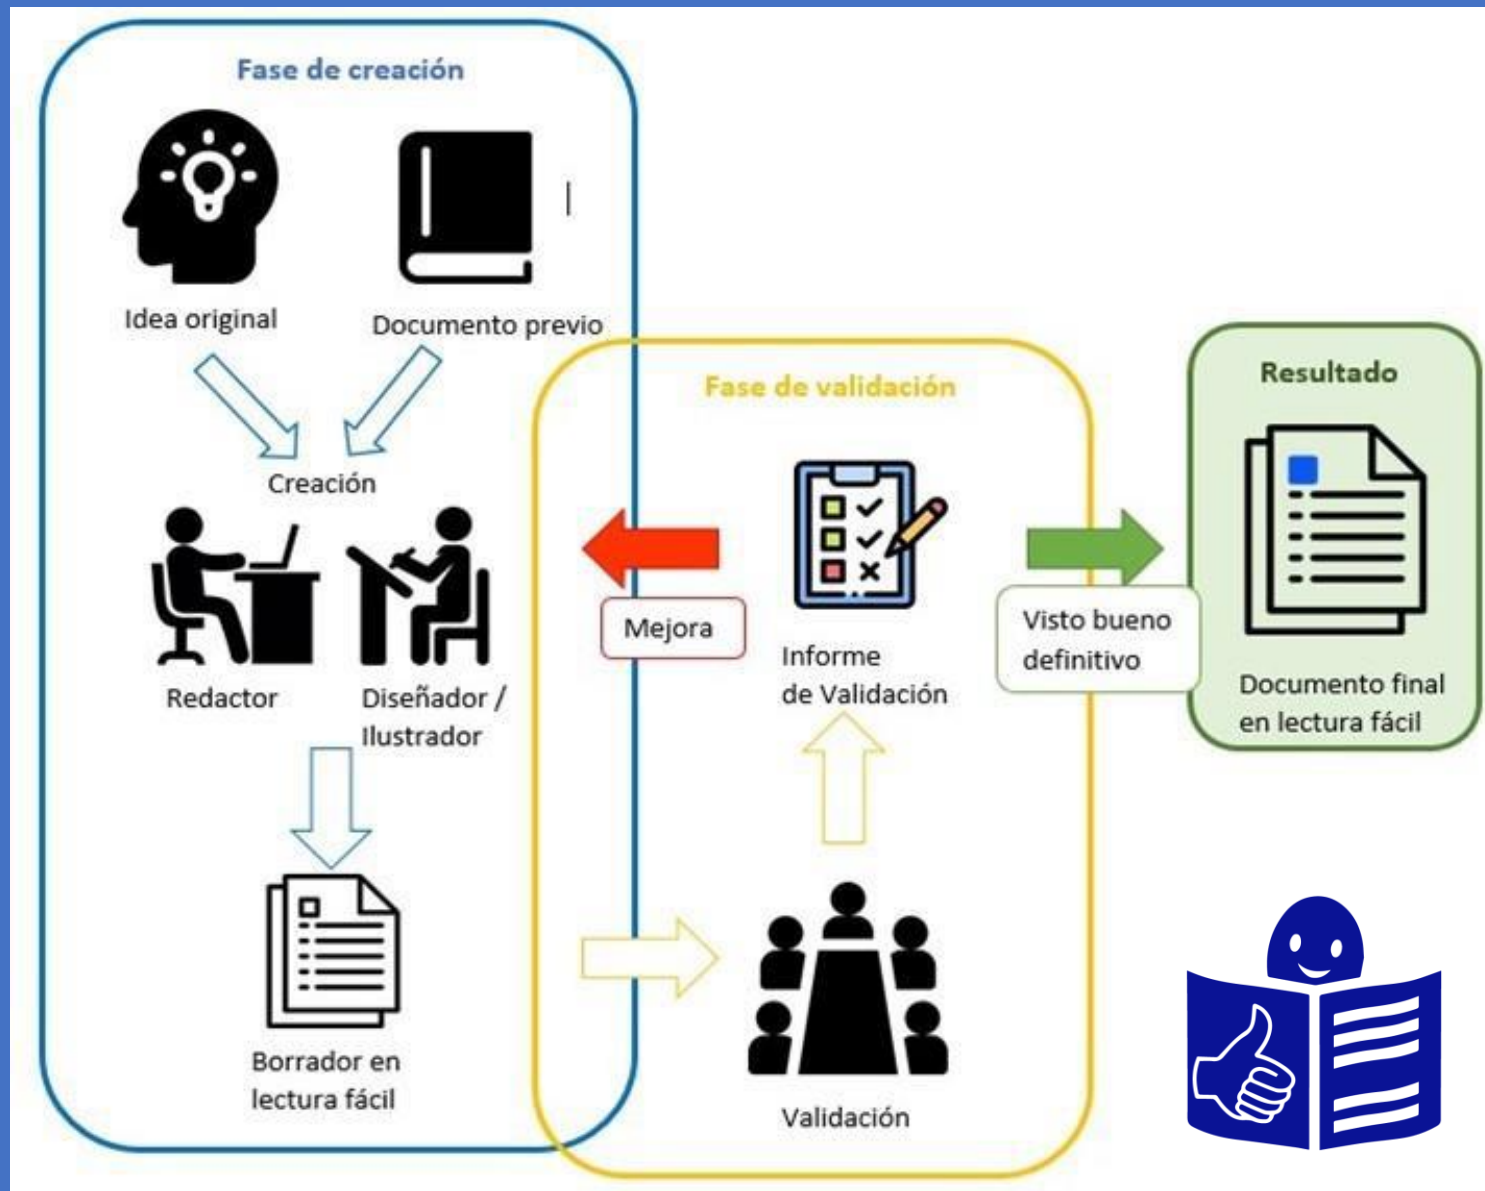 Fase de creación
Idea original
Documento previo
Creación
Redactor
Diseñador /
Ilustrador
Borrador en
lectura fácil
Fase de validación
Mejora
Informe
de Validación
Validación
Visto bueno
definitivo
Resultado
Documento final
en lectura fácil